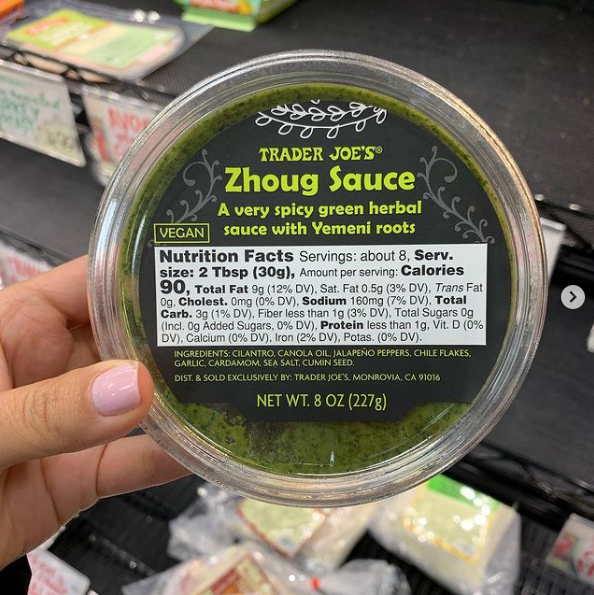 TRADER JOE'S®
Zhoug Sauce
A very spicy green herbal
sauce with Yemeni roots
VEGAN
Nutrition Facts Servings: about 8, Serv.
size: 2 Tbsp (30g), Amount per serving: Calories
90, Total Fat 9g (12% DV), Sat. Fat 0.5g (3% DV), Trans Fat
0g, Cholest. 0mg (0% DV), Sodium 160mg (7% DV), Total
Carb. 3g (1% DV), Fiber less than 1g (3% DV), Total Sugars 0g
(Incl. 0g Added Sugars, 0% DV), Protein less than 1g, Vit. D (0%
DV), Calcium (0% DV), Iron (2% DV), Potas. (0% DV).
INGREDIENTS: CILANTRO, CANOLA OIL, JALAPEÑO PEPPERS, CHILE FLAKES,
GARLIC, CARDAMOM, SEA SALT, CUMIN SEED.
DIST. & SOLD EXCLUSIVELY BY: TRADER JOE'S, MONROVIA, CA 91016
NET WT. 8 OZ (227g)